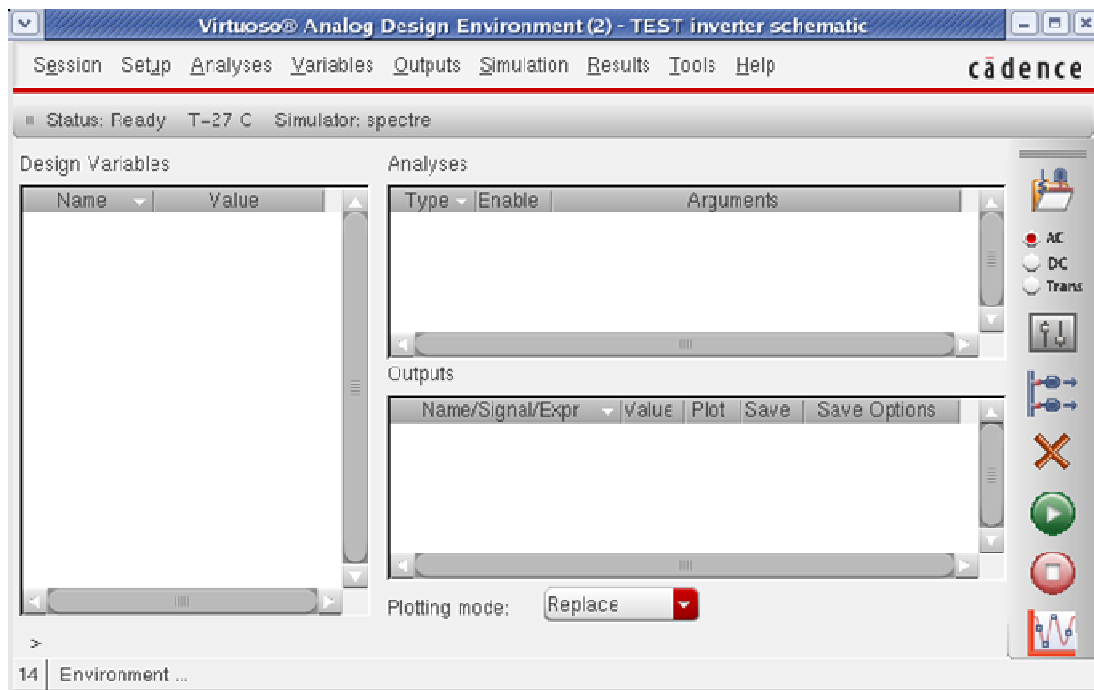 Virtuoso® Analog Design Environment (2) - TEST inverter schematic
Session Setup Analyses Variables Outputs Simulation Results Tools Help cādence
Status: Ready T=27 C Simulator: spectre
Design Variables
Name Value
Analyses
Type Enable Arguments
AC
DC
Trans
Outputs
Name/Signal/Expr Value Plot Save Save Options
Plotting mode: Replace
>
14 Environment ...